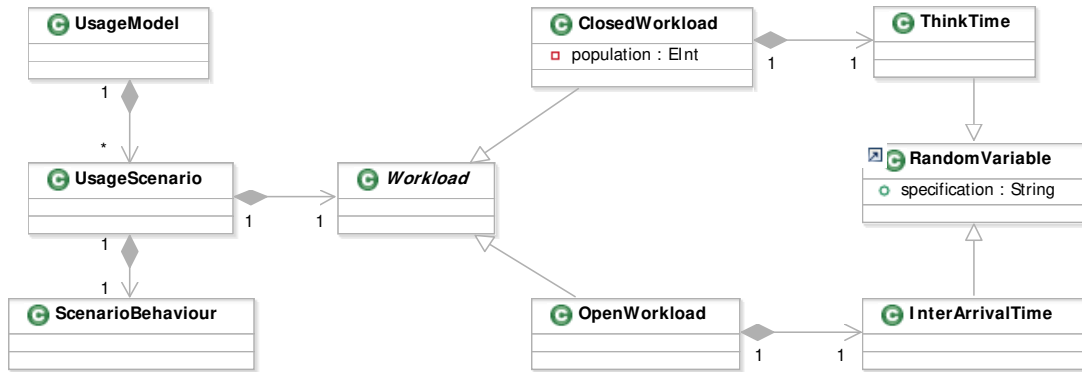 C UsageModel
C ClosedWorkload
population : EInt
C ThinkTime
1
1
1
*
C RandomVariable
specification : String
C UsageScenario
C Workload
1
1
1
1
C ScenarioBehaviour
C OpenWorkload
C InterArrivalTime
1
1